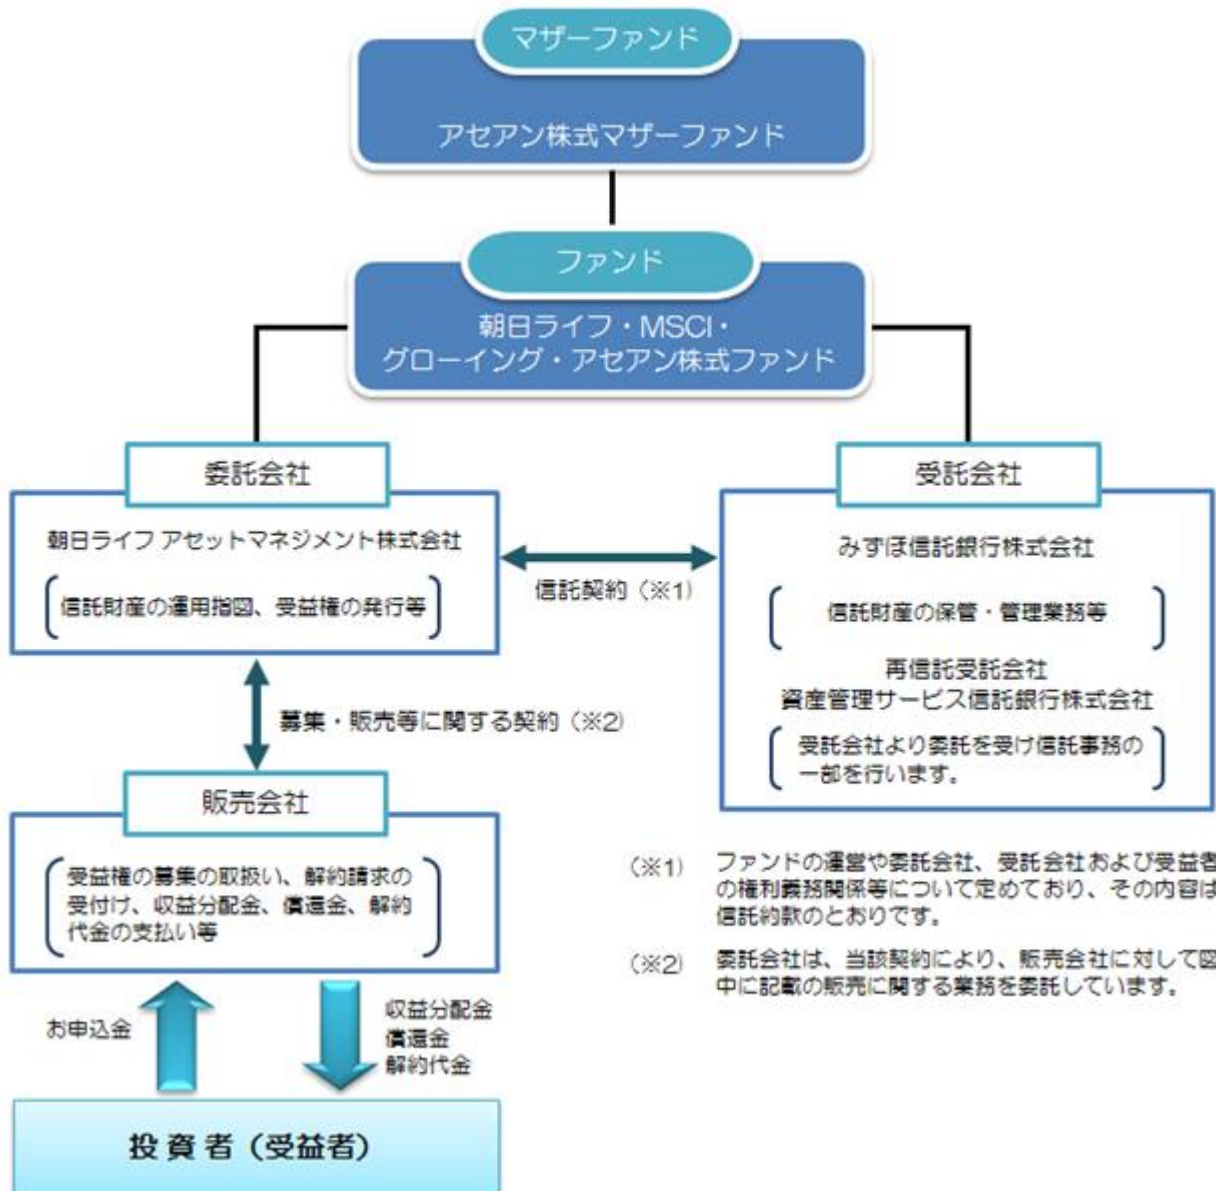 マザーファンド
アセアン株式マザーファンド
ファンド
朝日ライフ・MSCI・
グローイング・アセアン株式ファンド
委託会社
朝日ライフ アセットマネジメント株式会社
信託財産の運用指図、受益権の発行等
信託契約（※1）
受託会社
みずほ信託銀行株式会社
信託財産の保管・管理業務等
再信託受託会社
資産管理サービス信託銀行株式会社
受託会社より委託を受け信託事務の
一部を行います。
募集・販売等に関する契約（※2）
販売会社
受益権の募集の取扱い、解約請求の
受付け、収益分配金、償還金、解約
代金の支払い等
（※1） ファンドの運営や委託会社、受託会社および受益者
の権利義務関係等について定めており、その内容は
信託約款のとおりです。
（※2） 委託会社は、当該契約により、販売会社に対して図
中に記載の販売に関する業務を委託しています。
お申込金
収益分配金
償還金
解約代金
投資者（受益者）